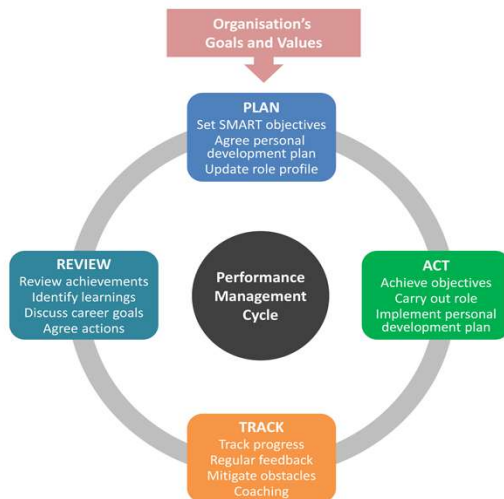 Organisation's
Goals and Values
PLAN
Set SMART objectives
Agree personal
development plan
Update role profile
REVIEW
Review achievements
Identify learnings
Discuss career goals
Agree actions
Performance
Management
Cycle
ACT
Achieve objectives
Carry out role
Implement personal
development plan
TRACK
Track progress
Regular feedback
Mitigate obstacles
Coaching